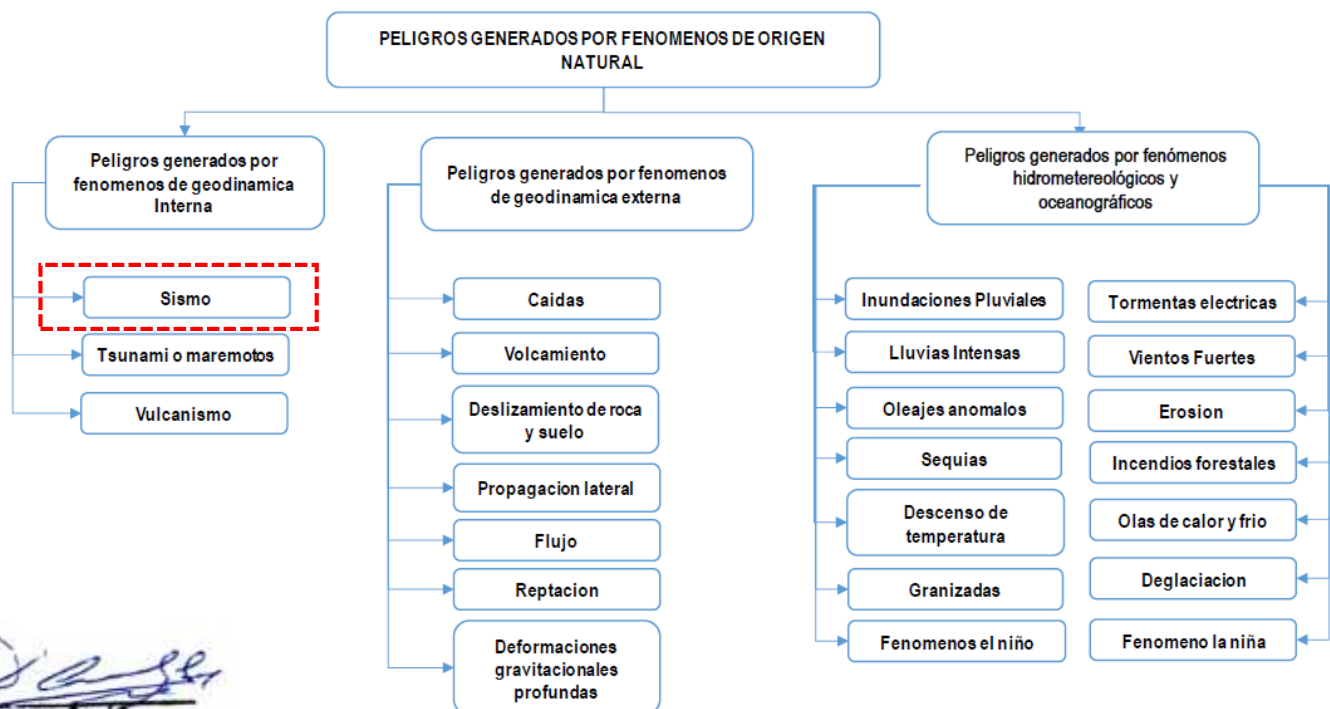 PELIGROS GENERADOS POR FENOMENOS DE ORIGEN
NATURAL
Peligros generados por
fenomenos de geodinamica
Interna
Sismo
Tsunami o maremotos
Vulcanismo
Peligros generados por fenomenos
de geodinamica externa
Caidas
Volcamiento
Deslizamiento de roca
y suelo
Propagacion lateral
Flujo
Reptacion
Deformaciones
gravitacionales
profundas
Peligros generados por fenómenos
hidrometereológicos y
oceanográficos
Inundaciones Pluviales
Lluvias Intensas
Oleajes anomalos
Sequias
Descenso de
temperatura
Granizadas
Fenomenos el niño
Tormentas electricas
Vientos Fuertes
Erosion
Incendios forestales
Olas de calor y frio
Deglaciacion
Fenomeno la niña